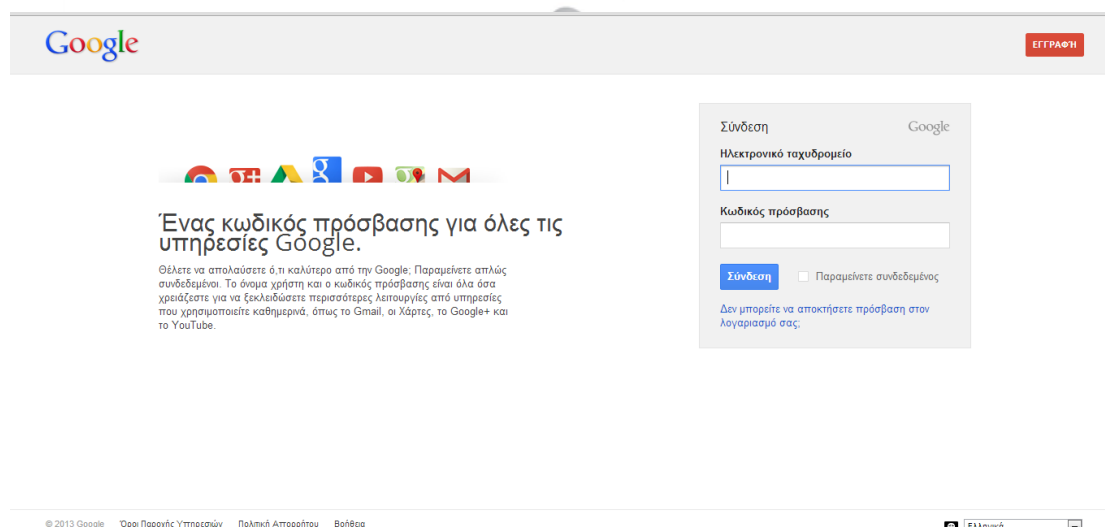 Google
ΕΓΓΡΑΦΉ
Ένας κωδικός πρόσβασης για όλες τις
υπηρεσίες Google.
Θέλετε να απολαύσετε ό,τι καλύτερο από την Google; Παραμείνετε απλώς
συνδεδεμένοι. Το όνομα χρήστη και ο κωδικός πρόσβασης είναι όλα όσα
χρειάζεστε για να ξεκλειδώσετε περισσότερες λειτουργίες από υπηρεσίες
που χρησιμοποιείτε καθημερινά, όπως το Gmail, οι Χάρτες, το Google+ και
το YouTube.
Σύνδεση Google
Ηλεκτρονικό ταχυδρομείο
Κωδικός πρόσβασης
Σύνδεση Παραμείνετε συνδεδεμένος
Δεν μπορείτε να αποκτήσετε πρόσβαση στον
λογαριασμό σας;
© 2013 Google Όροι Παροχής Υπηρεσιών Πολιτική Απορρήτου Βοήθεια
Ελληνικά